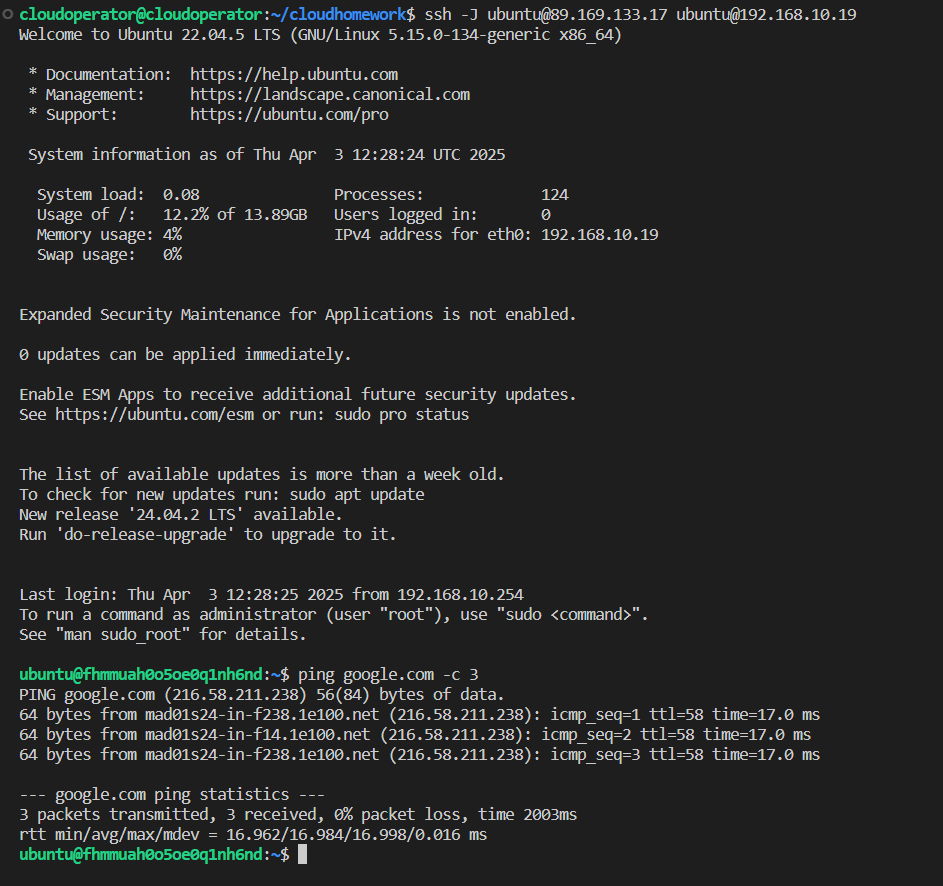 cloudoperator@cloudoperator:~/cloudhomework$ ssh -J ubuntu@89.169.133.17 ubuntu@192.168.10.19
Welcome to Ubuntu 22.04.5 LTS (GNU/Linux 5.15.0-134-generic x86_64)
* Documentation:  https://help.ubuntu.com
* Management:     https://landscape.canonical.com
* Support:        https://ubuntu.com/pro
System information as of Thu Apr  3 12:28:24 UTC 2025
System load:  0.08               Processes:             124
Usage of /:   12.2% of 13.89GB   Users logged in:       0
Memory usage: 4%                 IPv4 address for eth0: 192.168.10.19
Swap usage:   0%
Expanded Security Maintenance for Applications is not enabled.
0 updates can be applied immediately.
Enable ESM Apps to receive additional future security updates.
See https://ubuntu.com/esm or run: sudo pro status
The list of available updates is more than a week old.
To check for new updates run: sudo apt update
New release '24.04.2 LTS' available.
Run 'do-release-upgrade' to upgrade to it.
Last login: Thu Apr  3 12:28:25 2025 from 192.168.10.254
To run a command as administrator (user "root"), use "sudo <command>".
See "man sudo_root" for details.
ubuntu@fhmmuah0o5oe0q1nh6nd:~$ ping google.com -c 3
PING google.com (216.58.211.238) 56(84) bytes of data.
64 bytes from mad01s24-in-f238.1e100.net (216.58.211.238): icmp_seq=1 ttl=58 time=17.0 ms
64 bytes from mad01s24-in-f14.1e100.net (216.58.211.238): icmp_seq=2 ttl=58 time=17.0 ms
64 bytes from mad01s24-in-f238.1e100.net (216.58.211.238): icmp_seq=3 ttl=58 time=17.0 ms
--- google.com ping statistics ---
3 packets transmitted, 3 received, 0% packet loss, time 2003ms
rtt min/avg/max/mdev = 16.962/16.984/16.998/0.016 ms
ubuntu@fhmmuah0o5oe0q1nh6nd:~$